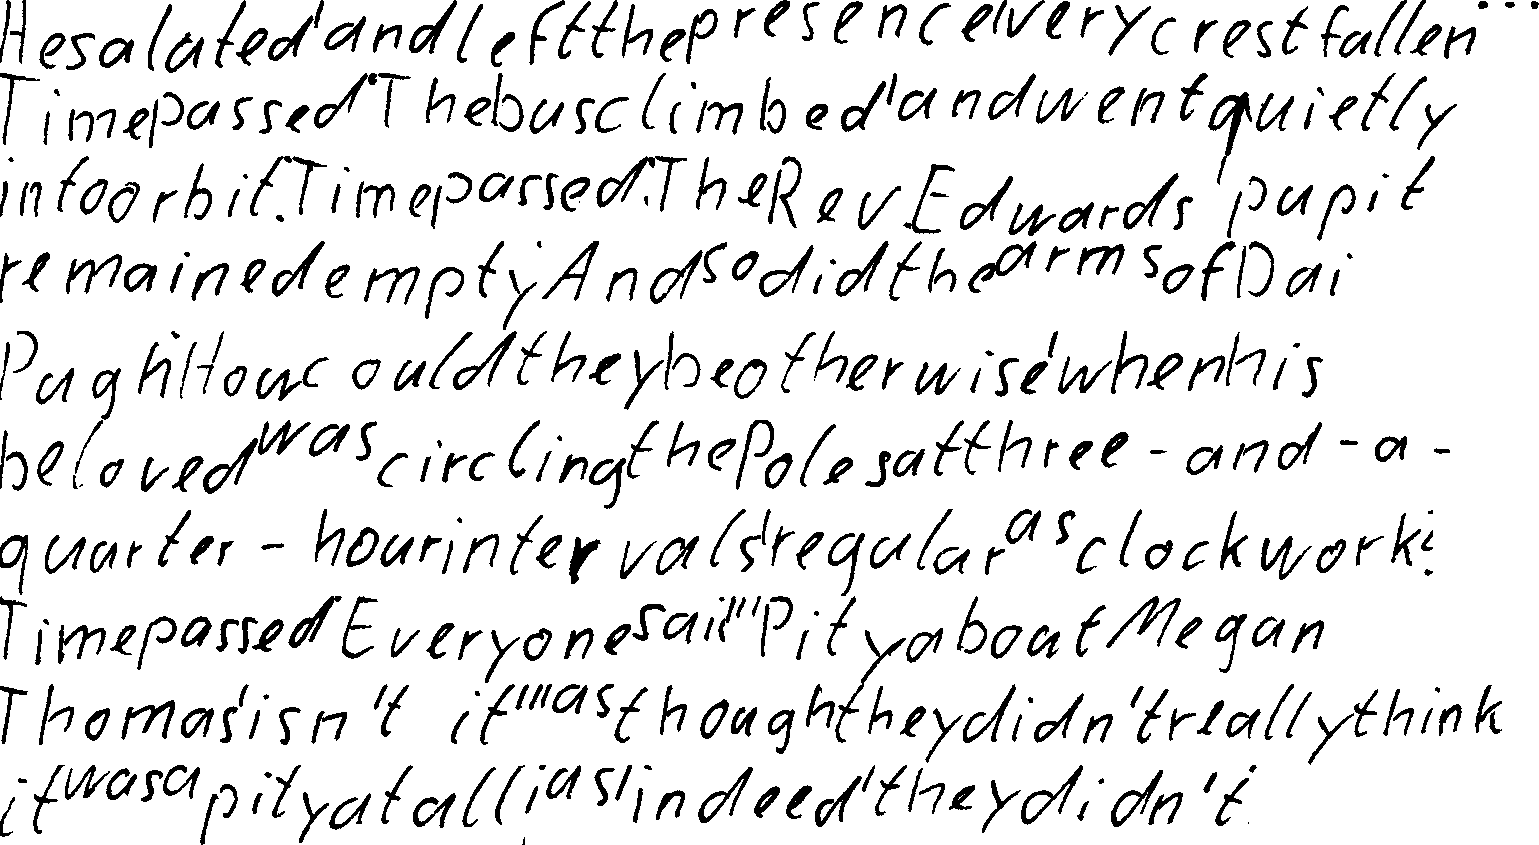 He saluted and left the presence, very crestfallen...
Time passed. The bus climbed, and went quietly
into orbit. Time passed. The Rev. Edwards' pupit
remained empty. And so did the arms of Dai
Pugh. How could they be otherwise, when his
beloved was circling the Poles at three-and-a-
quarter-hour intervals, regular as clockwork?
Time passed. Everyone said, "Pity about Megan
Thomas, isn't it", as though they didn't really think
it was a pity at all; as, indeed, they didn't.